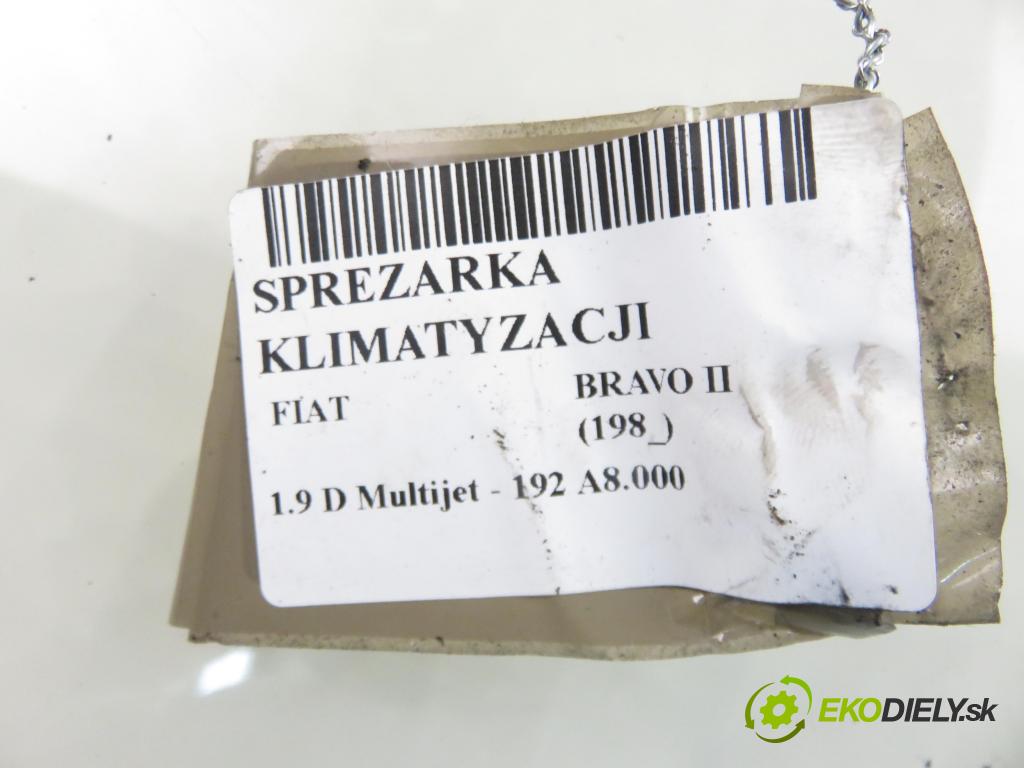 SPREZARKA
KLIMATYZACJI
FIAT BRAVO II
(198_)
1.9 D Multijet - 192 A8.000
EKODIELY.sk